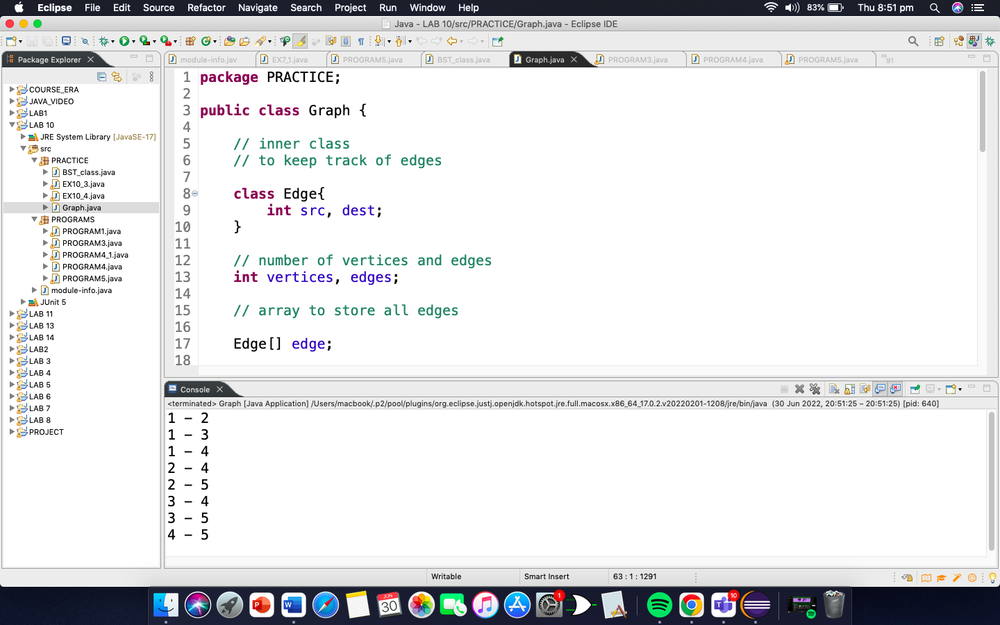 Eclipse File Edit Source Refactor Navigate Search Project Run Window Help 83% Thu 8:51 pm
Java - LAB 10/src/PRACTICE/Graph.java - Eclipse IDE
Package Explorer
COURSE_ERA
JAVA_VIDEO
LAB1
LAB 10
JRE System Library [JavaSE-17]
src
PRACTICE
BST_class.java
EX10_3.java
EX10_4.java
Graph.java
PROGRAMS
PROGRAM1.java
PROGRAM3.java
PROGRAM4_1.java
PROGRAM4.java
PROGRAM5.java
module-info.java
JUnit 5
LAB 11
LAB 13
LAB 14
LAB2
LAB 3
LAB 4
LAB 5
LAB 6
LAB 7
LAB 8
PROJECT
module-info.jav EX7_1.java PROGRAM5.java BST_class.java Graph.java PROGRAM3.java PROGRAM4.java PROGRAM5.java »91
1 package PRACTICE;
2
3 public class Graph {
4
5 // inner class
6 // to keep track of edges
7
8 class Edge{
9 int src, dest;
10 }
11
12 // number of vertices and edges
13 int vertices, edges;
14
15 // array to store all edges
16
17 Edge[] edge;
18
Console
<terminated> Graph [Java Application] /Users/macbook/.p2/pool/plugins/org.eclipse.justj.openjdk.hotspot.jre.full.macosx.x86_64_17.0.2.v20220201-1208/jre/bin/java (30 Jun 2022, 20:51:25 – 20:51:25) [pid: 640]
1 - 2
1 - 3
1 - 4
2 - 4
2 - 5
3 - 4
3 - 5
4 - 5
Writable Smart Insert 63 : 1 : 1291
JUN
30
1
10